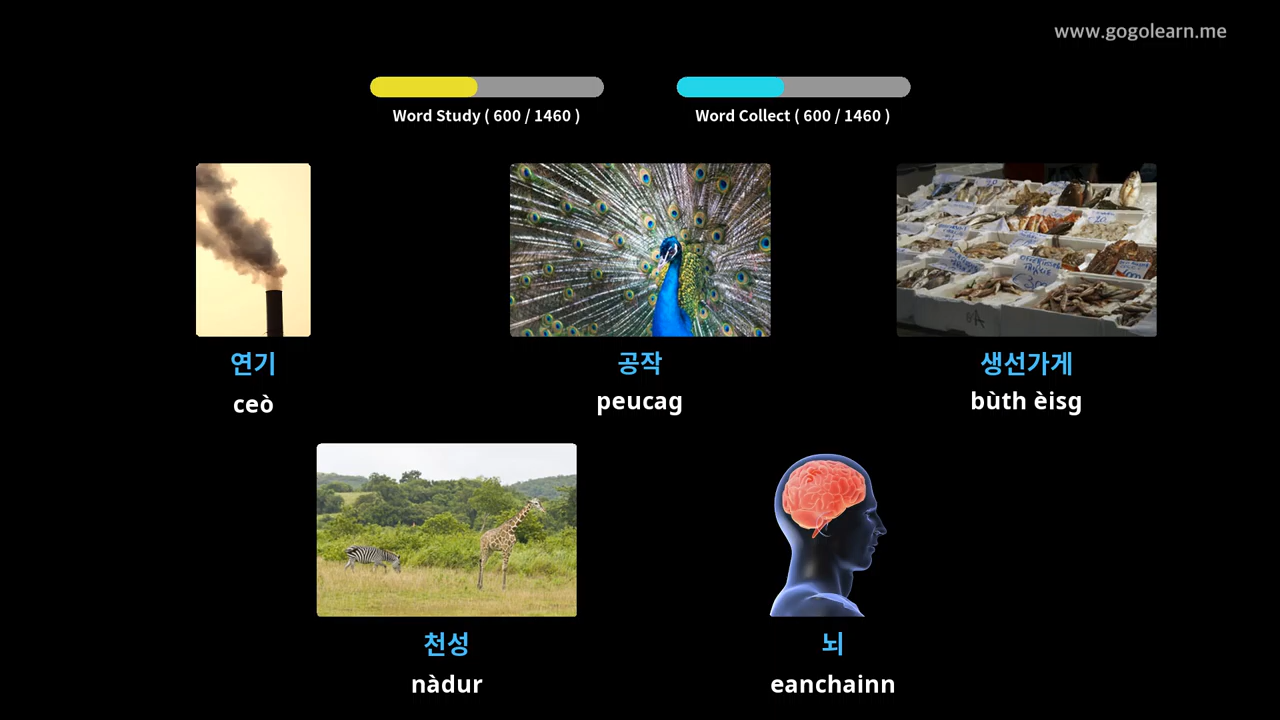 www.gogolearn.me
Word Study ( 600 / 1460 )
Word Collect ( 600 / 1460 )
연기
ceò
공작
peucag
생선가게
bùth èisg
천성
nàdur
뇌
eanchainn